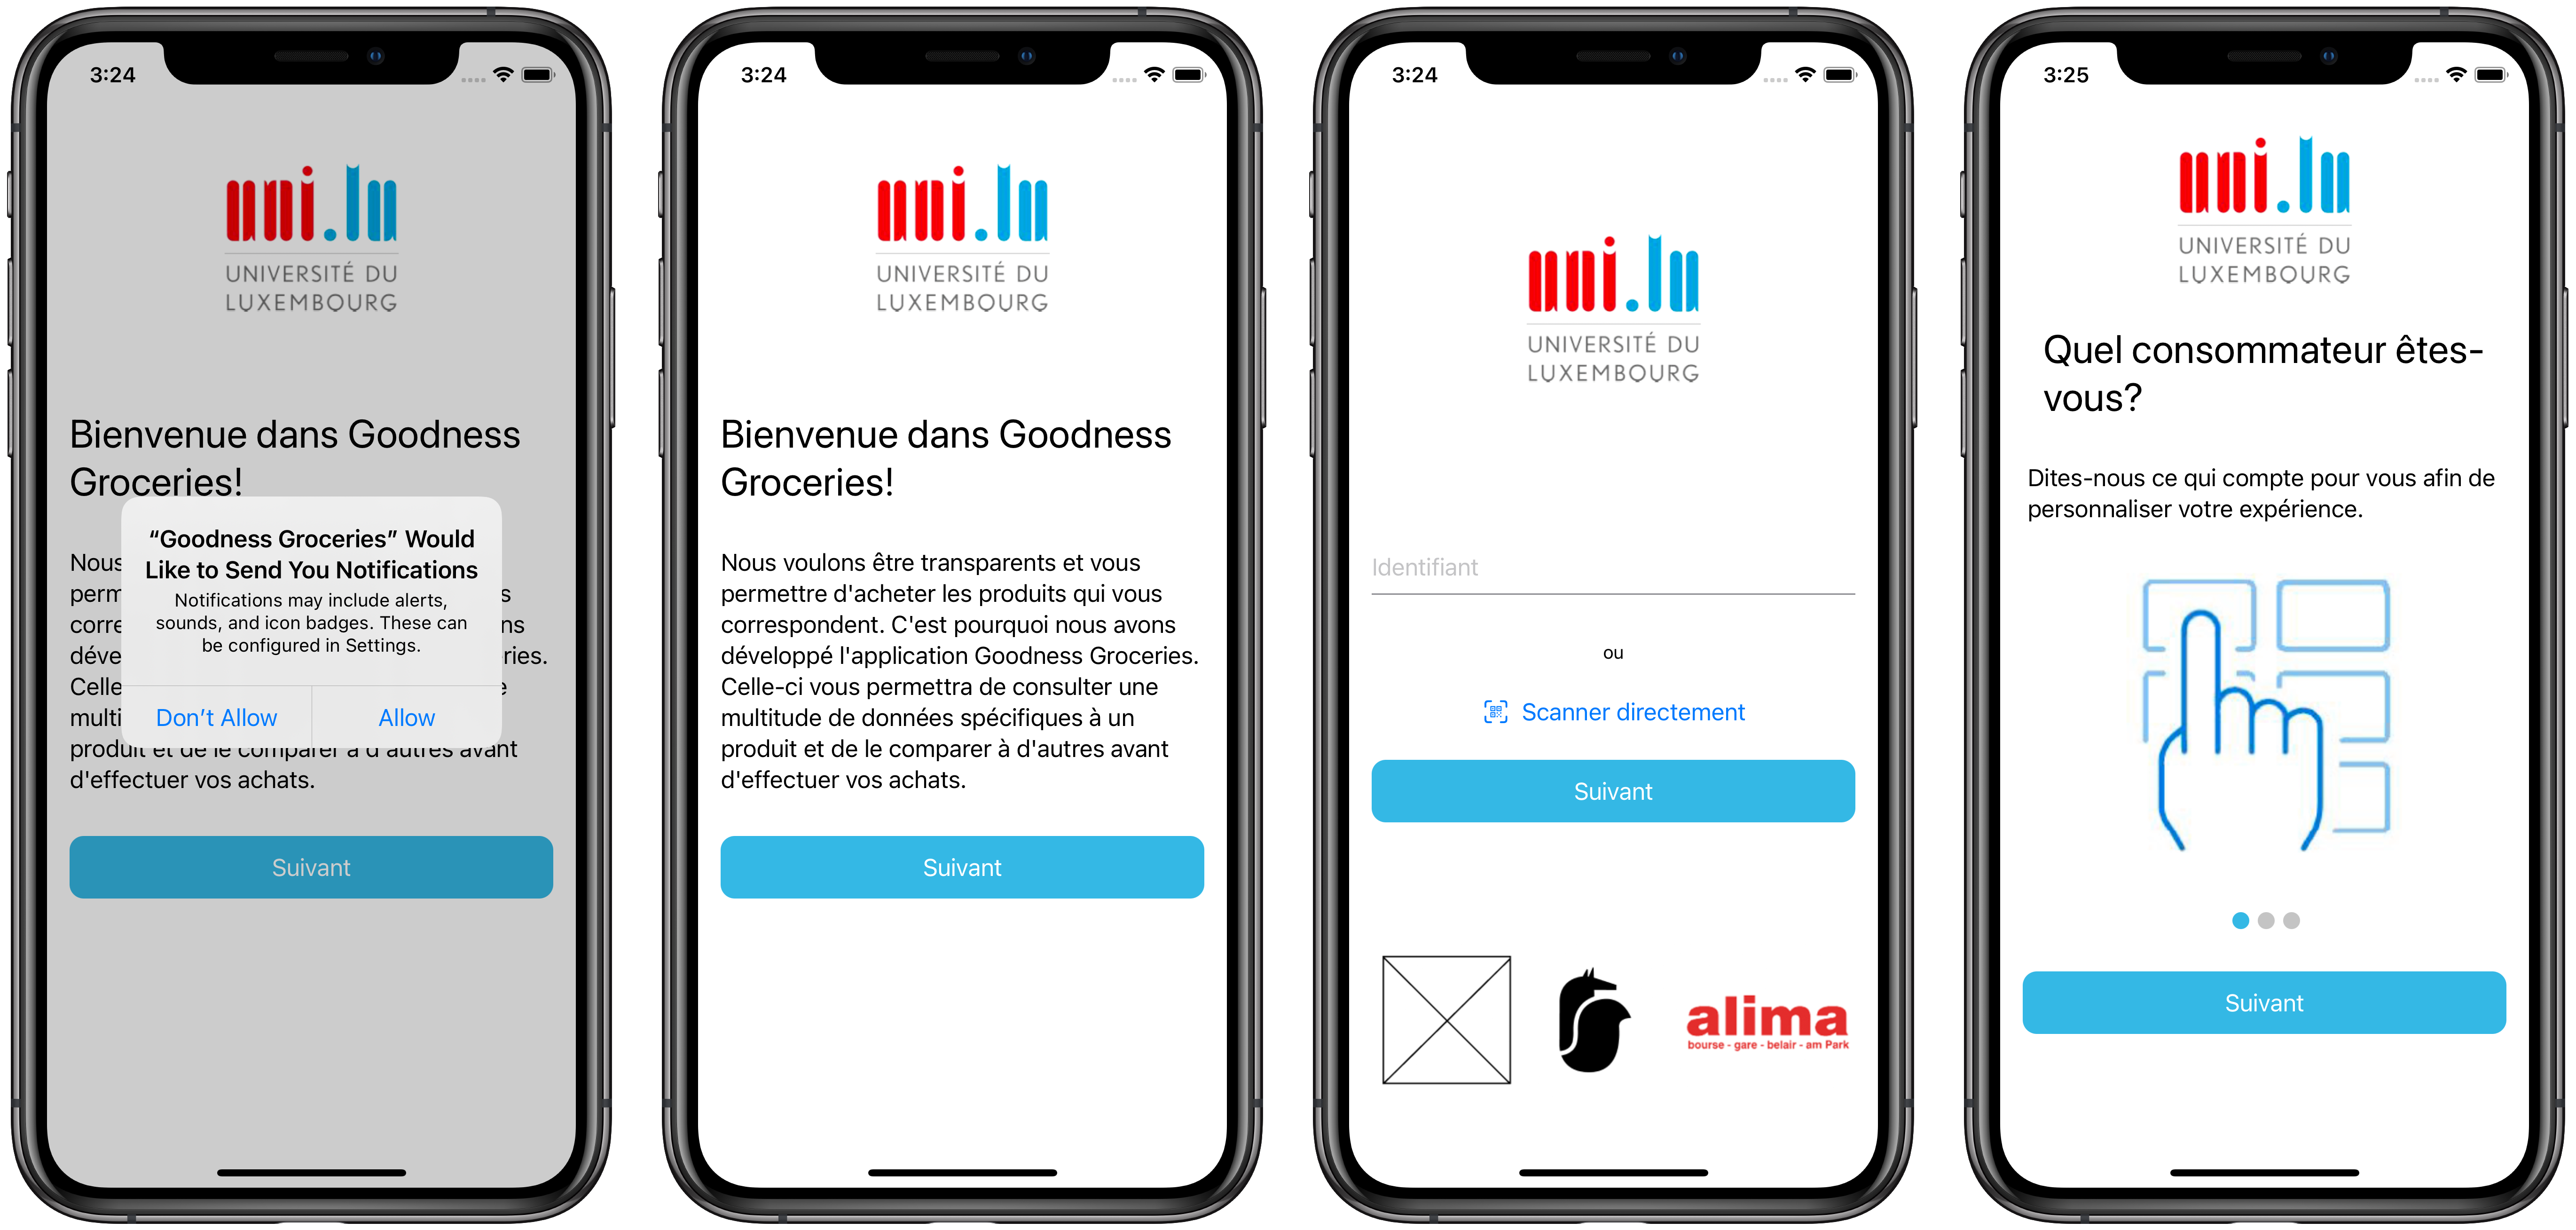 3:24
uni.lu
UNIVERSITÉ DU
LUXEMBOURG
Bienvenue dans Goodness
Groceries!
Nous
perm
s
corre
ns
déve
ries.
Celle
e
multi
produit et de le comparer à d'autres avant
d'effectuer vos achats.
“Goodness Groceries” Would
Like to Send You Notifications
Notifications may include alerts,
sounds, and icon badges. These can
be configured in Settings.
Don’t Allow
Allow
Suivant
3:24
uni.lu
UNIVERSITÉ DU
LUXEMBOURG
Bienvenue dans Goodness
Groceries!
Nous voulons être transparents et vous
permettre d'acheter les produits qui vous
correspondent. C'est pourquoi nous avons
développé l'application Goodness Groceries.
Celle-ci vous permettra de consulter une
multitude de données spécifiques à un
produit et de le comparer à d'autres avant
d'effectuer vos achats.
Suivant
3:24
uni.lu
UNIVERSITÉ DU
LUXEMBOURG
Identifiant
ou
Scanner directement
Suivant
alima
bourse - gare - belair - am Park
3:25
uni.lu
UNIVERSITÉ DU
LUXEMBOURG
Quel consommateur êtes-
vous?
Dites-nous ce qui compte pour vous afin de
personnaliser votre expérience.
Suivant